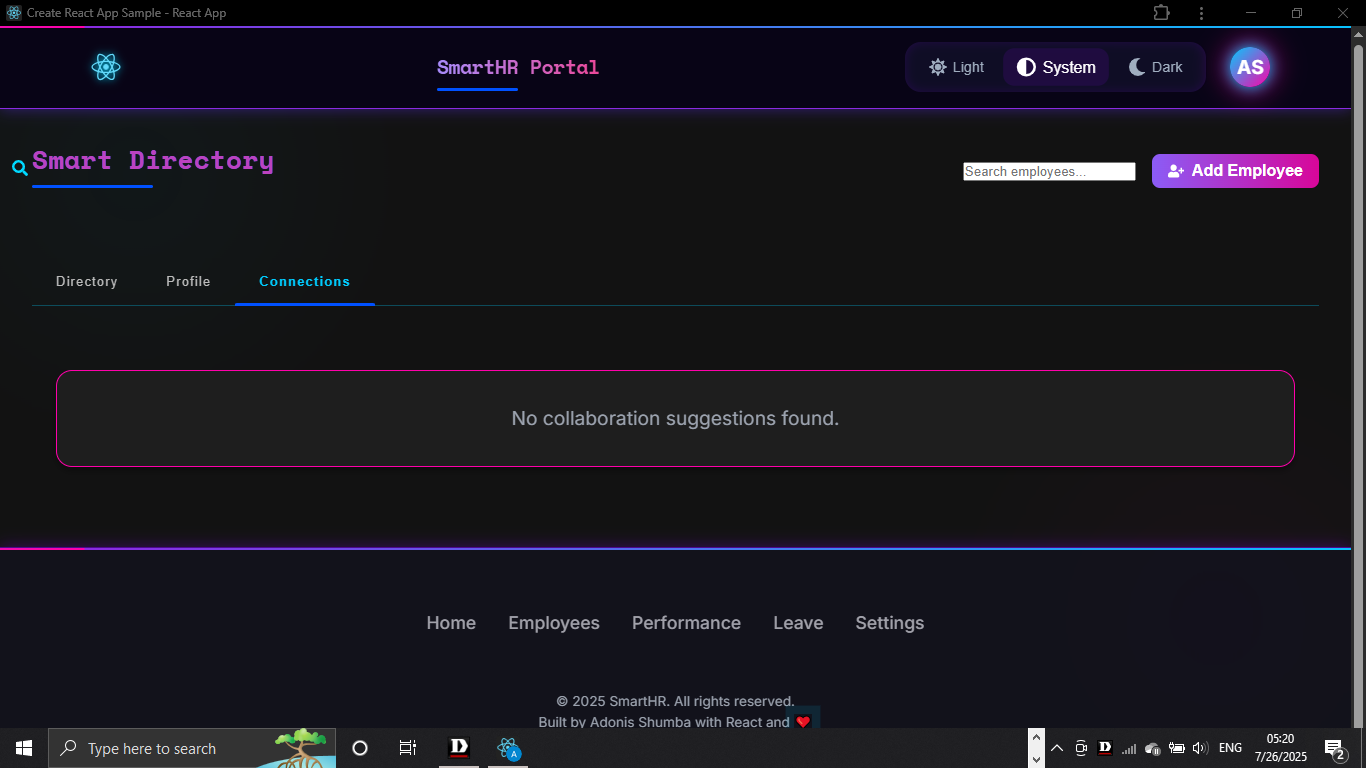 Create React App Sample - React App
SmartHR Portal
Light
System
Dark
AS
Smart Directory
Search employees...
Add Employee
Directory
Profile
Connections
No collaboration suggestions found.
Home
Employees
Performance
Leave
Settings
© 2025 SmartHR. All rights reserved.
Built by Adonis Shumba with React and ❤️
Type here to search
D
A
D
ENG
05:20
7/26/2025
2